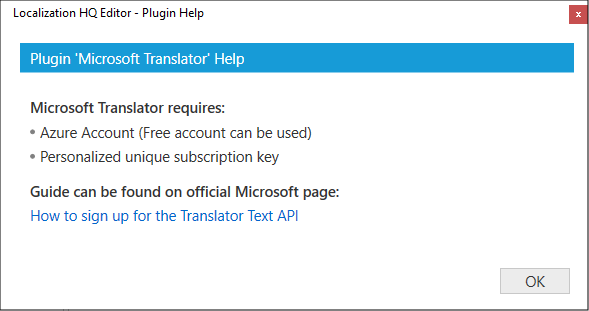 Localization HQ Editor - Plugin Help
x
Plugin 'Microsoft Translator' Help
Microsoft Translator requires:
• Azure Account (Free account can be used)
• Personalized unique subscription key
Guide can be found on official Microsoft page:
How to sign up for the Translator Text API
OK